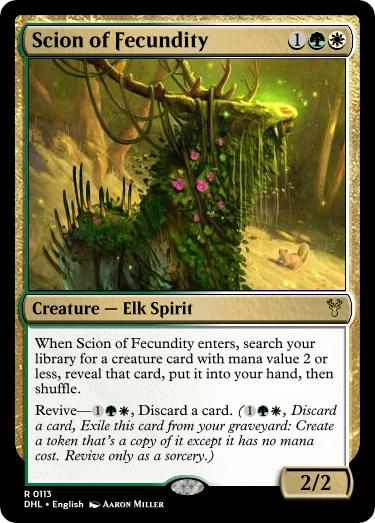 Scion of Fecundity 1
Creature — Elk Spirit
When Scion of Fecundity enters, search your
library for a creature card with mana value 2 or
less, reveal that card, put it into your hand, then
shuffle.
Revive—1, Discard a card. (1, Discard
a card, Exile this card from your graveyard: Create
a token that's a copy of it except it has no mana
cost. Revive only as a sorcery.)
2/2
R 0113
DHL • English AARON MILLER